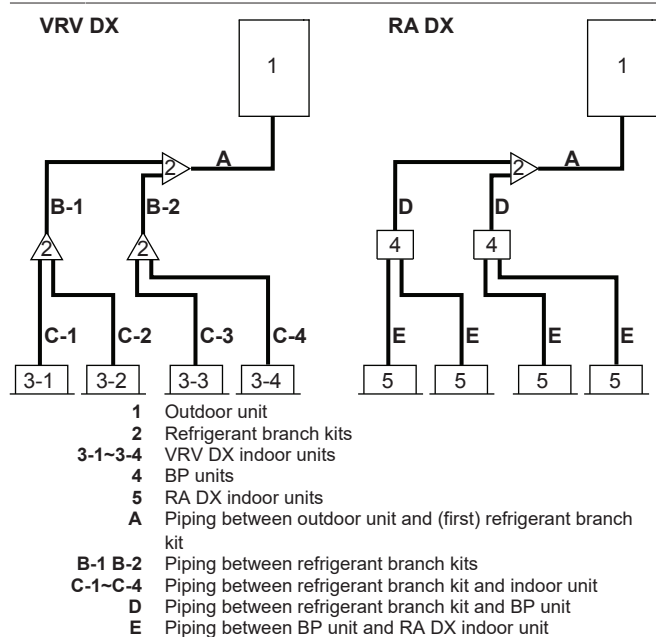 VRV DX RA DX
1 1
2 A 2 A
B-1 B-2 D D
2 2 4 4
C-1 C-2 C-3 C-4 E E E E
3-1 3-2 3-3 3-4 5 5 5 5
1 Outdoor unit
2 Refrigerant branch kits
3-1~3-4 VRV DX indoor units
4 BP units
5 RA DX indoor units
A Piping between outdoor unit and (first) refrigerant branch
kit
B-1 B-2 Piping between refrigerant branch kits
C-1~C-4 Piping between refrigerant branch kit and indoor unit
D Piping between refrigerant branch kit and BP unit
E Piping between BP unit and RA DX indoor unit